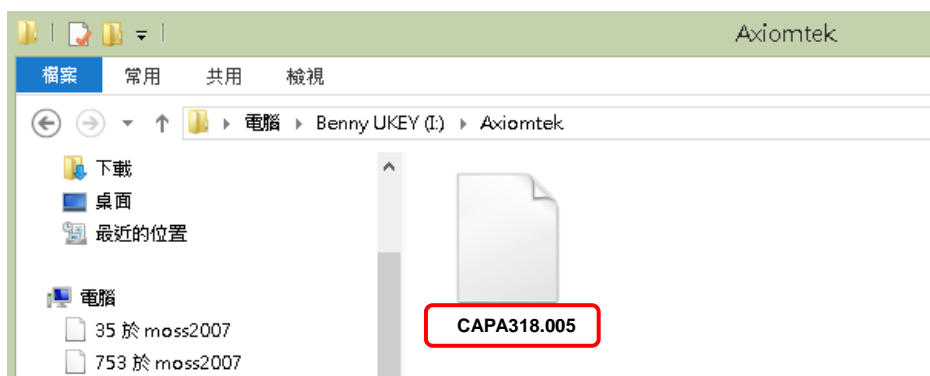 Axiomtek
檔案 常用 共用 檢視
電腦 Benny UKEY (I:) Axiomtek
下載
桌面
最近的位置
電腦
35 於 moss2007
753 於 moss2007
CAPA318.005